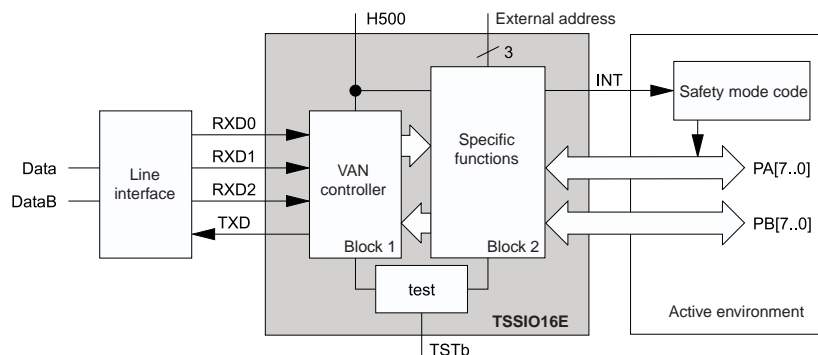 H500
External address
3
INT
Safety mode code
RXD0
RXD1
RXD2
TXD
Data
DataB
Line
interface
VAN
controller
Block 1
Specific
functions
Block 2
PA[7..0]
PB[7..0]
test
TSSIO16E
Active environment
TSTb